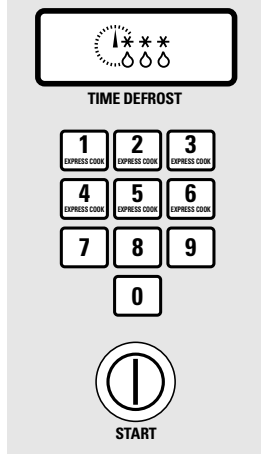 TIME DEFROST
1 2 3
EXPRESS COOK EXPRESS COOK EXPRESS COOK
4 5 6
EXPRESS COOK EXPRESS COOK EXPRESS COOK
7 8 9
0
START